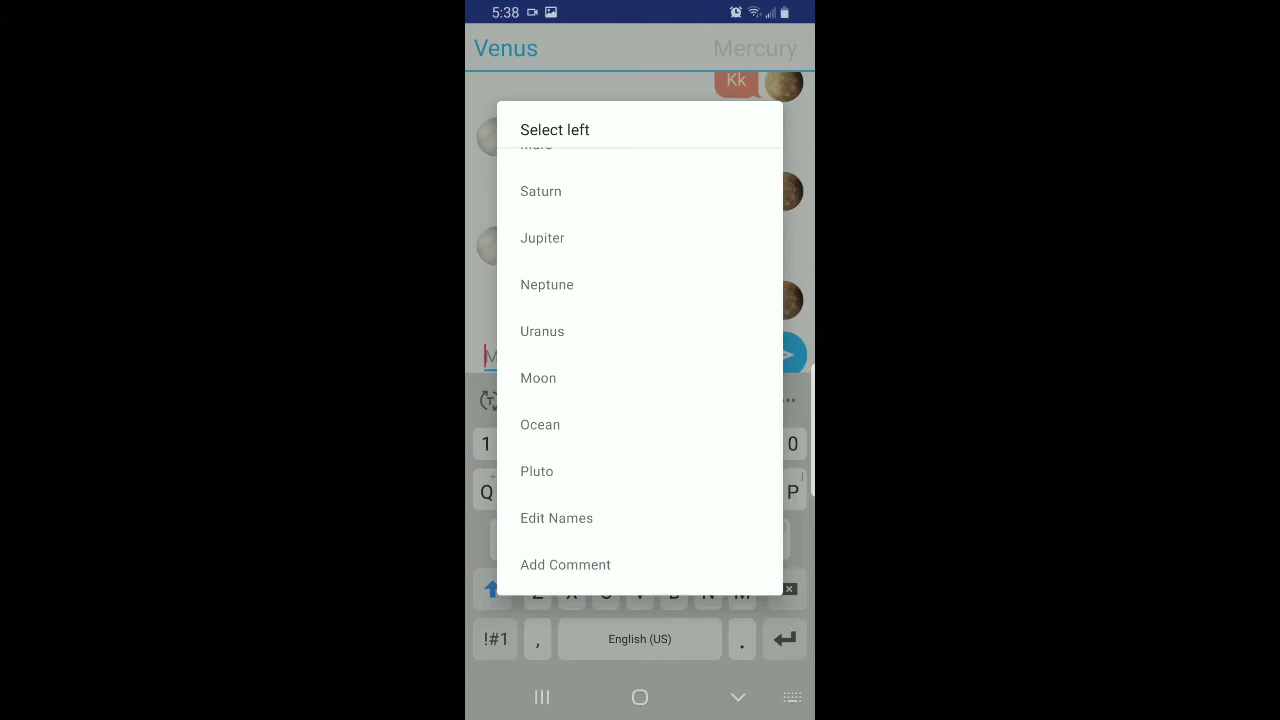 5:38
Venus Mercury
Kk
Select left
Saturn
Jupiter
Neptune
Uranus
Moon
Ocean
Pluto
Edit Names
Add Comment
1 0
Q P
!#1 , English (US) .